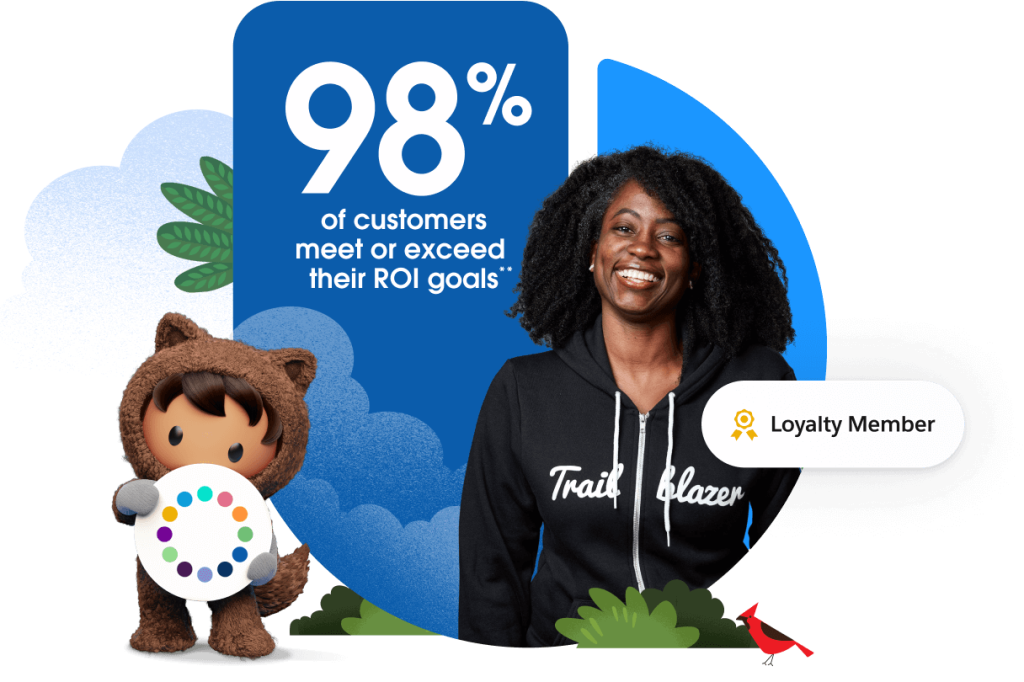 98%
of customers
meet or exceed
their ROI goals**
Trail blazer
Loyalty Member